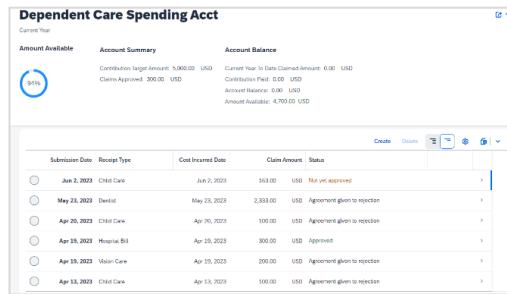 Dependent Care Spending Acct
Current Year
Amount Available
94%
Account Summary
Contribution Target Amount: 5,000.00 USD
Claims Approved: 300.00 USD
Account Balance
Current Year To Date Claimed Amount: 0.00 USD
Contribution Paid: 0.00 USD
Account Balance: 0.00 USD
Amount Available: 4,700.00 USD
Create Delete
Submission Date Receipt Type Cost Incurred Date Claim Amount Status
Jun 2, 2023 Child Care Jun 2, 2023 163.00 USD Not yet approved
May 23, 2023 Dentist May 23, 2023 2,333.00 USD Agreement given to rejection
Apr 20, 2023 Child Care Apr 20, 2023 100.00 USD Agreement given to rejection
Apr 19, 2023 Hospital Bill Apr 19, 2023 300.00 USD Approved
Apr 19, 2023 Vision Care Apr 19, 2023 200.00 USD Agreement given to rejection
Apr 13, 2023 Child Care Apr 13, 2023 100.00 USD Agreement given to rejection